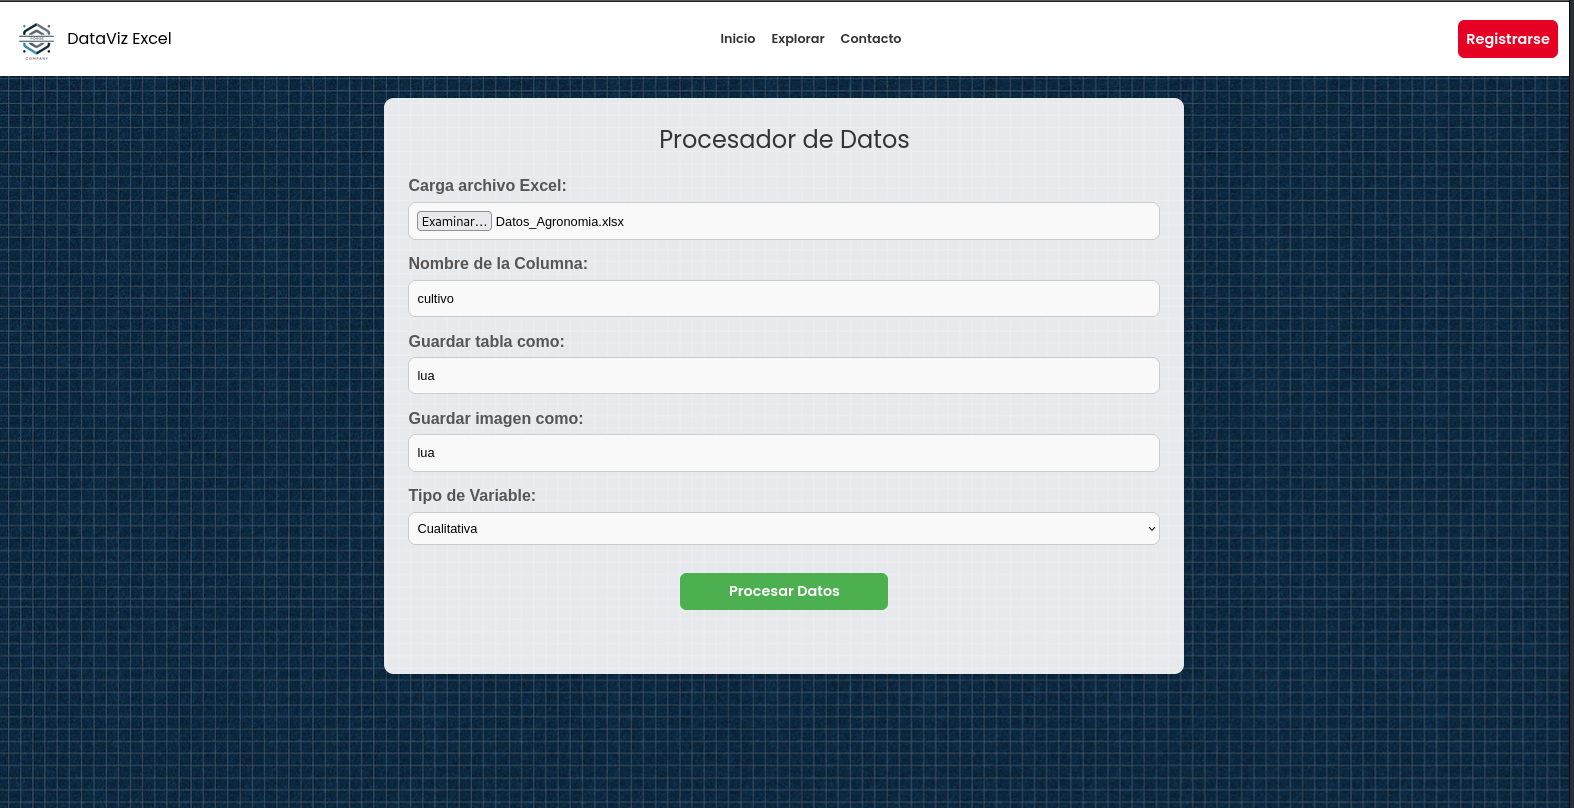 DataViz Excel
Inicio Explorar Contacto
Registrarse
Procesador de Datos
Carga archivo Excel:
Examinar... Datos_Agronomia.xlsx
Nombre de la Columna:
cultivo
Guardar tabla como:
lua
Guardar imagen como:
lua
Tipo de Variable:
Cualitativa
Procesar Datos